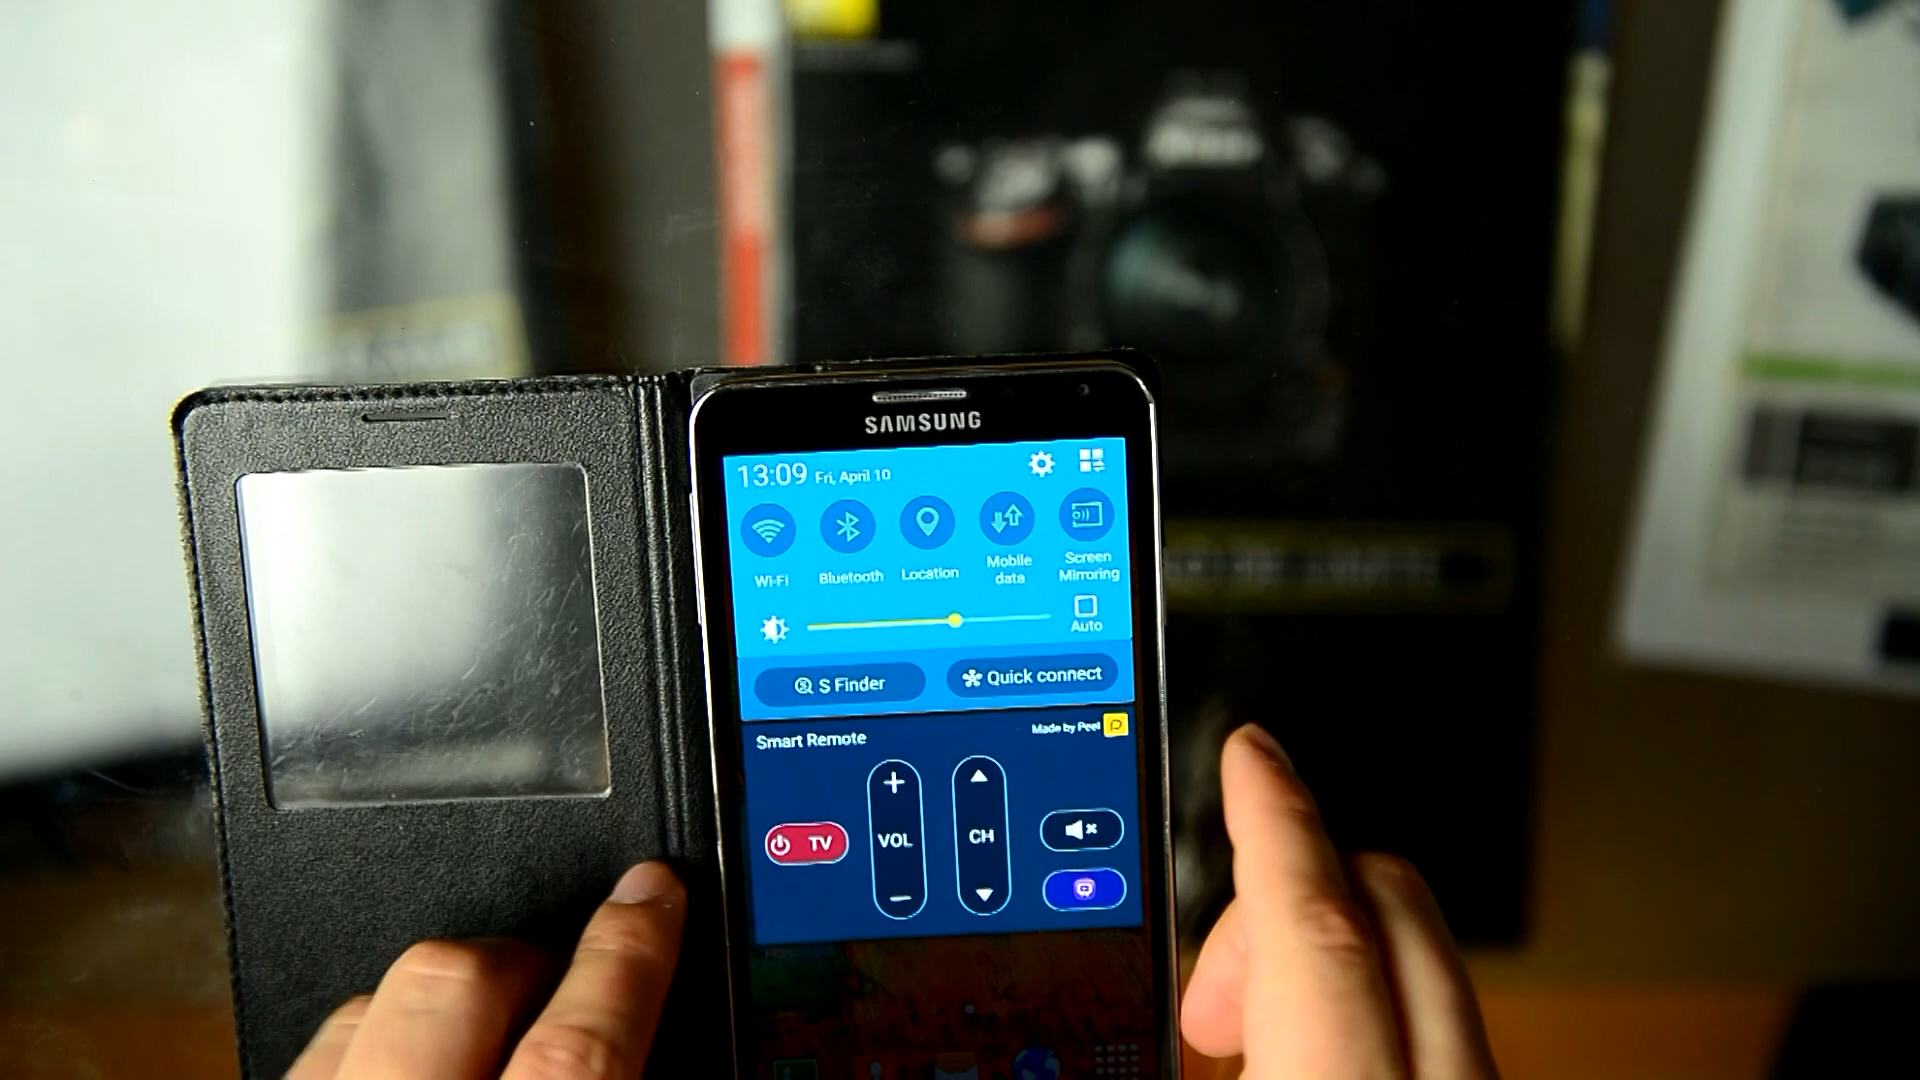 SAMSUNG
13:09 Fri, April 10
Wi-Fi
Bluetooth
Location
Mobile
data
Screen
Mirroring
Auto
S Finder
Quick connect
Smart Remote
Made by Peel
TV
VOL
CH
Nikon